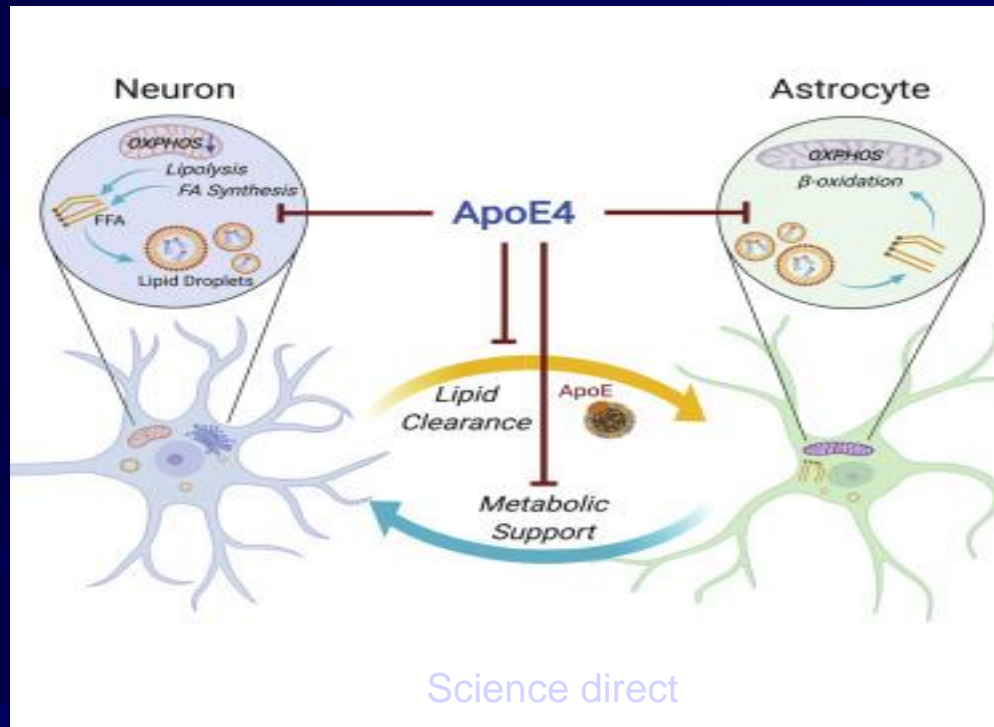 Neuron
Astrocyte
OXPHOS↓
Lipolysis
FA Synthesis
FFA
Lipid Droplets
ApoE4
OXPHOS
β-oxidation
Lipid
Clearance
ApoE
Metabolic
Support
Science direct